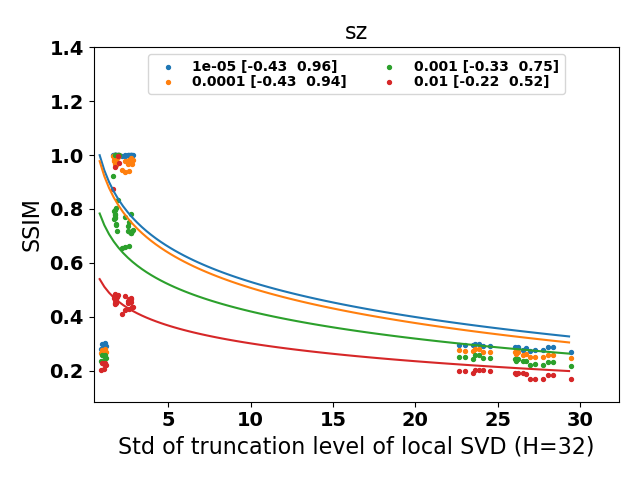 sz
1e-05 [-0.43  0.96]
0.0001 [-0.43  0.94]
0.001 [-0.33  0.75]
0.01 [-0.22  0.52]
1.4
1.2
1.0
0.8
0.6
0.4
0.2
SSIM
5 10 15 20 25 30
Std of truncation level of local SVD (H=32)